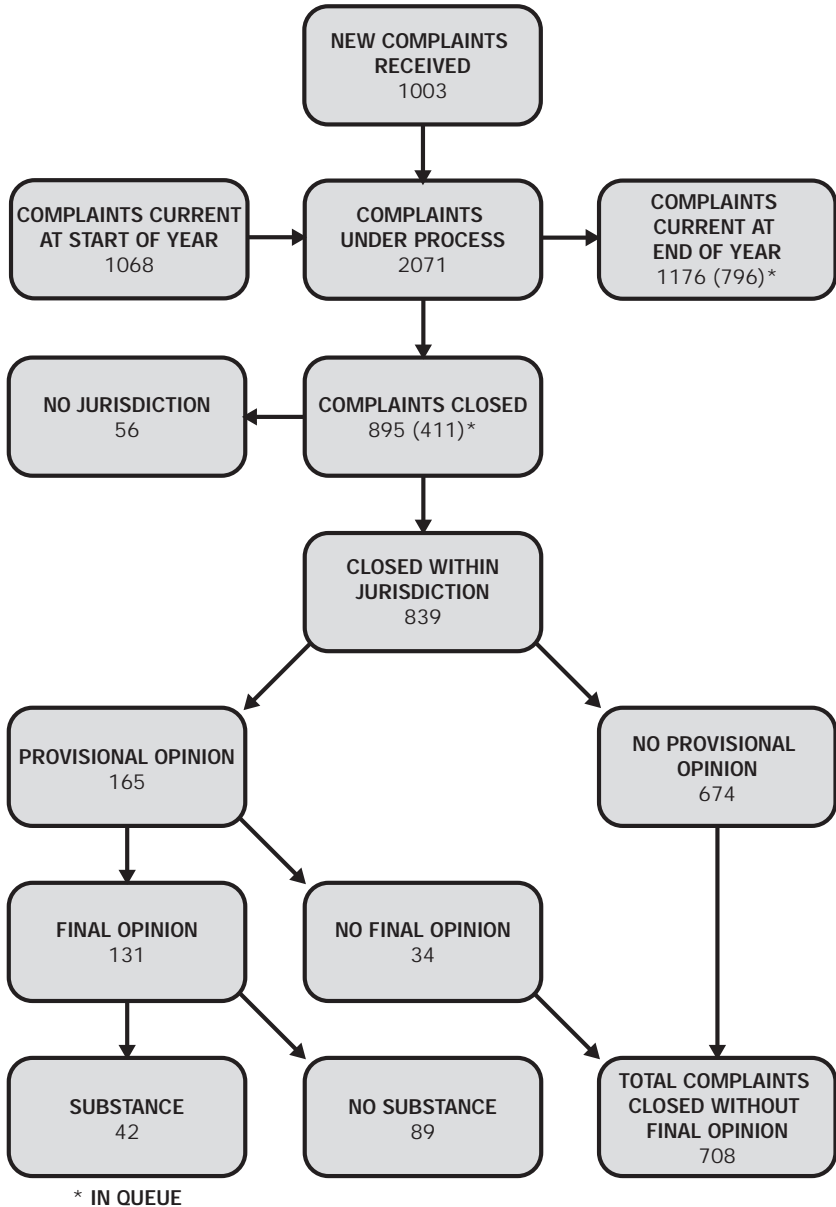 NEW COMPLAINTS
RECEIVED
1003
COMPLAINTS CURRENT
AT START OF YEAR
1068
COMPLAINTS
UNDER PROCESS
2071
COMPLAINTS
CURRENT AT
END OF YEAR
1176 (796)*
NO JURISDICTION
56
COMPLAINTS CLOSED
895 (411)*
CLOSED WITHIN
JURISDICTION
839
PROVISIONAL OPINION
165
NO PROVISIONAL
OPINION
674
FINAL OPINION
131
NO FINAL OPINION
34
SUBSTANCE
42
NO SUBSTANCE
89
TOTAL COMPLAINTS
CLOSED WITHOUT
FINAL OPINION
708
* IN QUEUE